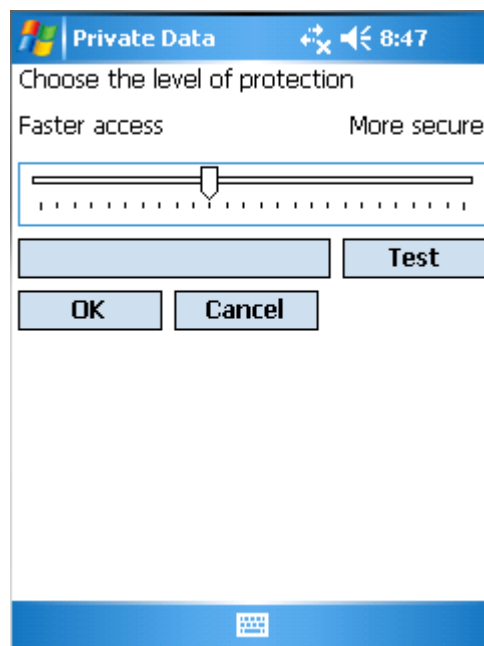 Private Data 8:47
Choose the level of protection
Faster access More secure
Test
OK Cancel